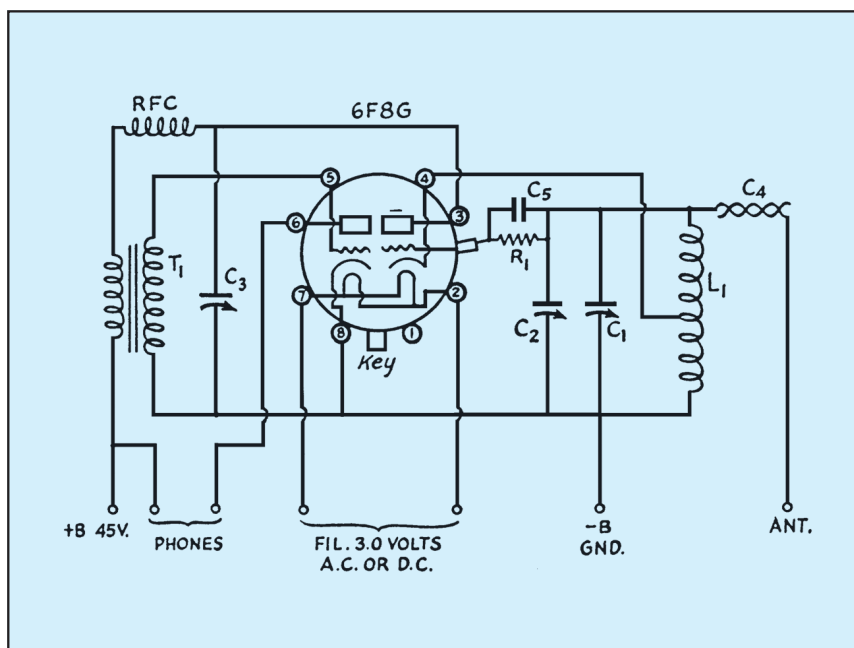 RFC
6F8G
5
4
C5
C4
6
3
R1
T1
C3
7
2
L1
C2
C1
8
1
Key
+B 45V.
PHONES
FIL. 3.0 VOLTS
A.C. OR D.C.
-B
GND.
ANT.